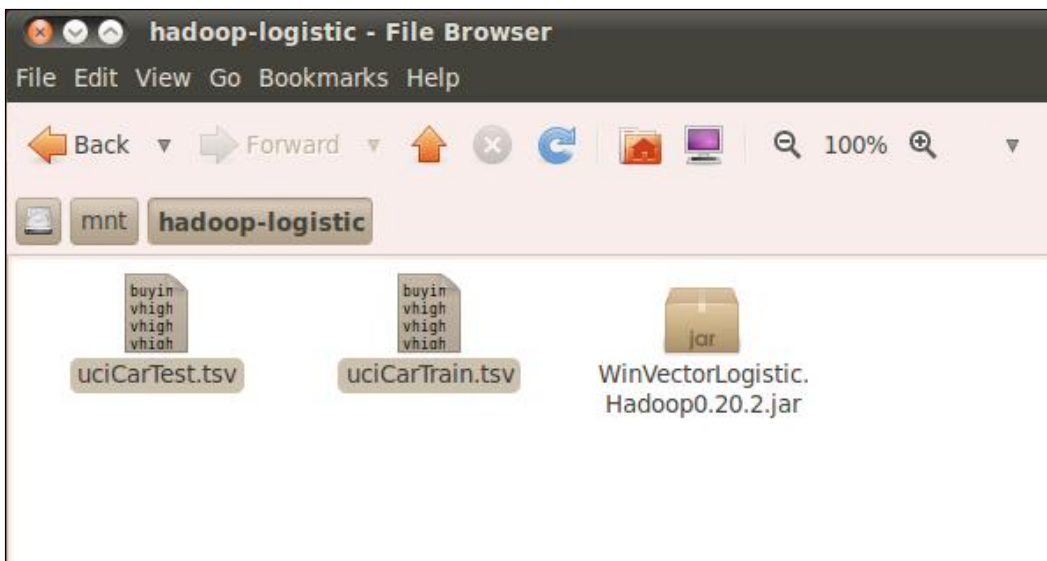 hadoop-logistic - File Browser
File Edit View Go Bookmarks Help
Back Forward 100%
mnt hadoop-logistic
buyin
vhigh
vhigh
vhigh
buyin
vhigh
vhigh
vhigh
jar
uciCarTest.tsv uciCarTrain.tsv WinVectorLogistic.
Hadoop0.20.2.jar